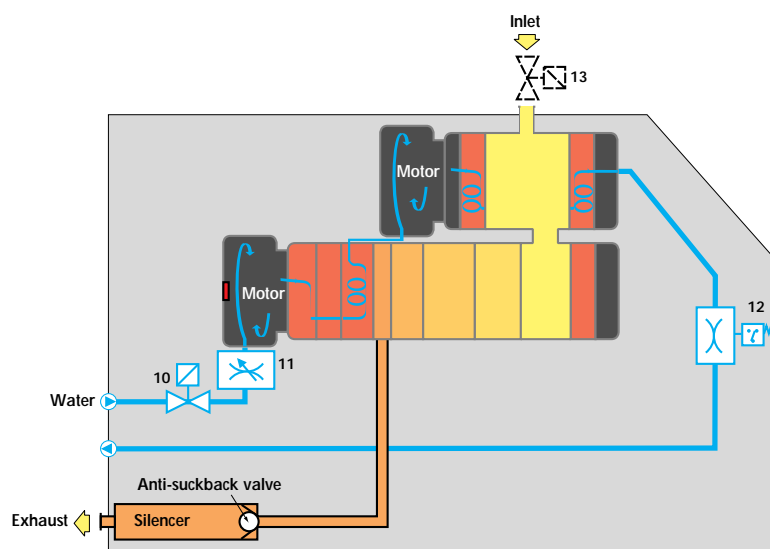 Inlet
13
Motor
Motor
12
10
11
Water
Anti-suckback valve
Exhaust
Silencer